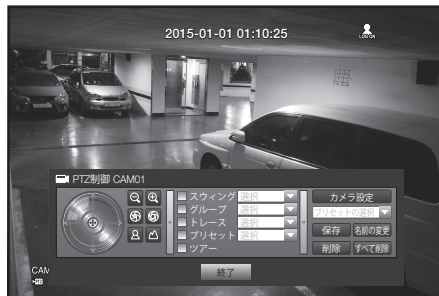 2015-01-01 01:10:25
LOG ON
PTZ制御 CAM01
スウィング 選択
グループ 選択
トレース 選択
プリセット 選択
ツアー
カメラ設定
プリセットの選択
保存 名前の変更
削除 すべて削除
CAM
終了